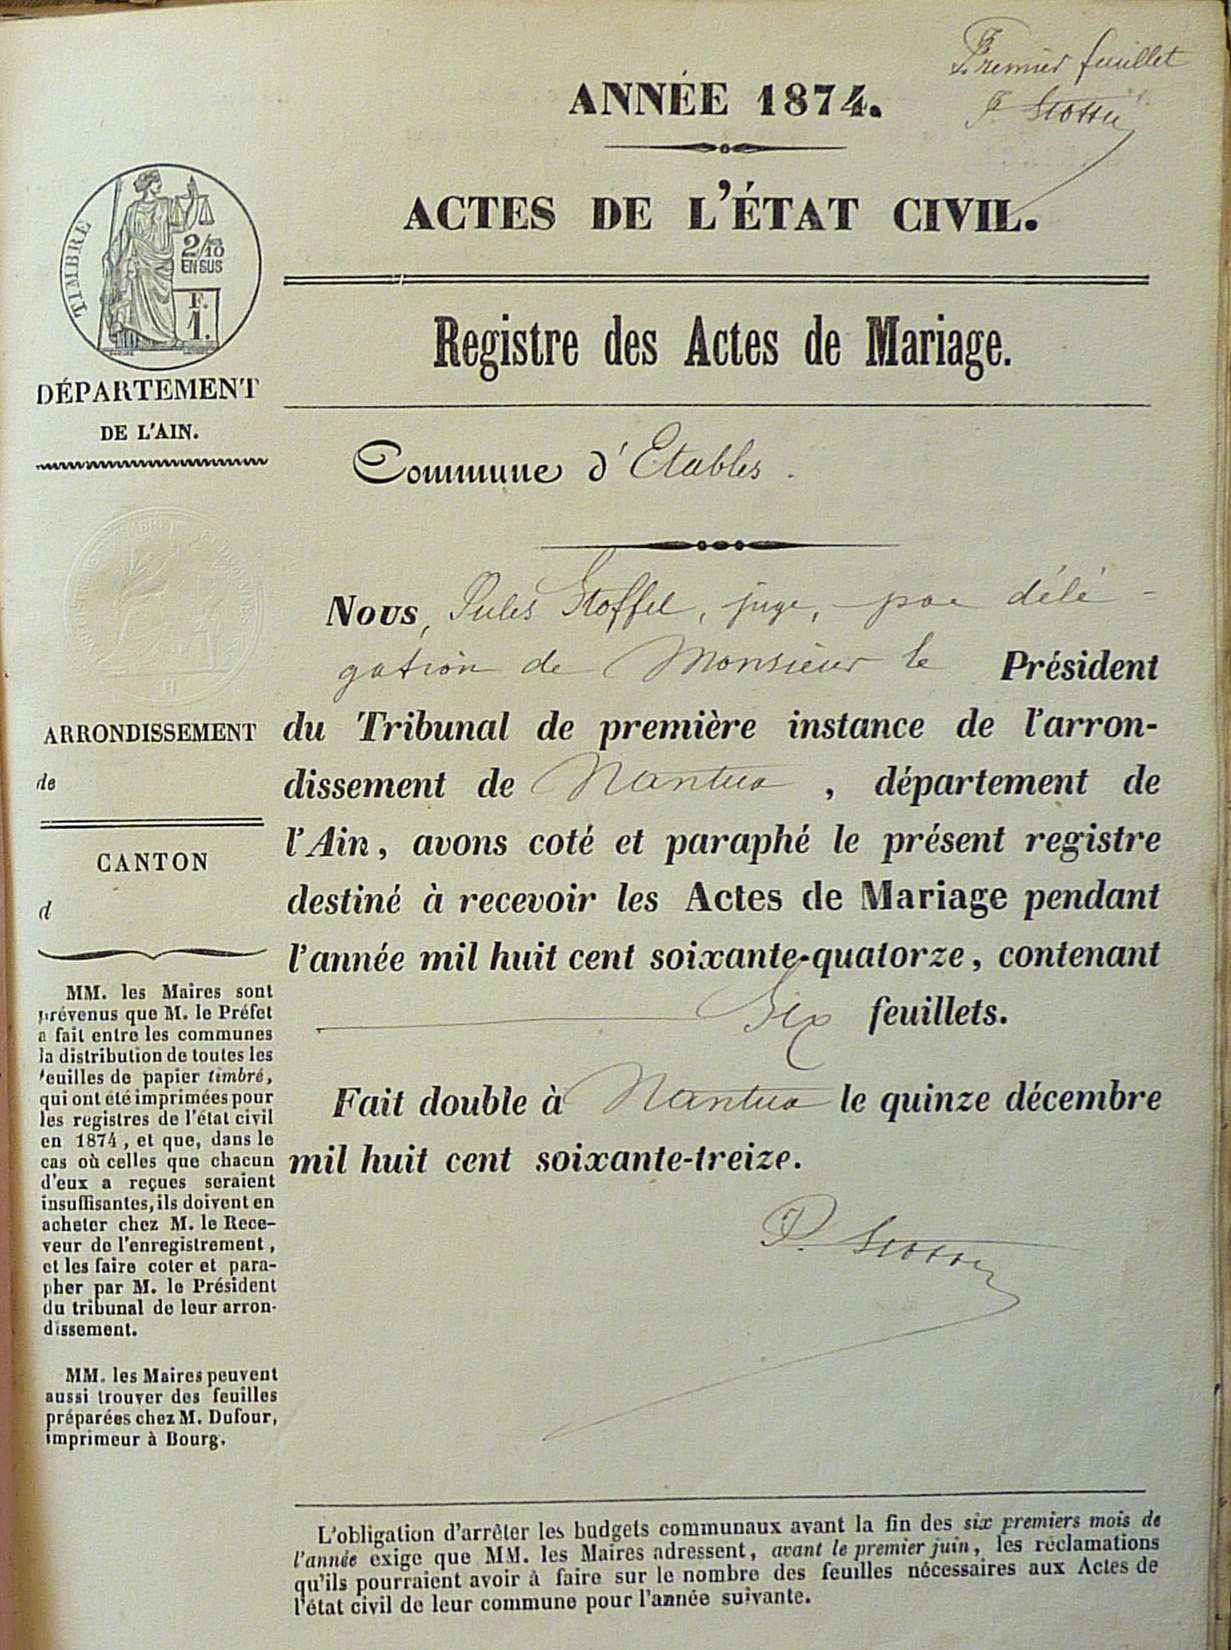 Premier feuillet
ANNÉE 1874.
ACTES DE L'ÉTAT CIVIL.
TIMBRE
2/10
EN SUS
F.
1.
DÉPARTEMENT
DE L'AIN.
Registre des Actes de Mariage.
Commune d'Etables.
Nous, Jules Stoffel, juge, par délé-
gation de Monsieur le Président
du Tribunal de première instance de l'arron-
dissement de Nantua, département de
l'Ain, avons coté et paraphé le présent registre
destiné à recevoir les Actes de Mariage pendant
l'année mil huit cent soixante-quatorze, contenant
Six feuillets.
Fait double à Nantua le quinze décembre
mil huit cent soixante-treize.
ARRONDISSEMENT
de
CANTON
d
MM. les Maires sont
prévenus que M. le Préfet
a fait entre les communes
la distribution de toutes les
feuilles de papier timbré,
qui ont été imprimées pour
les registres de l'état civil
en 1874, et que, dans le
cas où celles que chacun
d'eux a reçues seraient
insuffisantes, ils doivent en
acheter chez M. le Rece-
veur de l'enregistrement,
et les faire coter et para-
pher par M. le Président
du tribunal de leur arron-
dissement.
MM. les Maires peuvent
aussi trouver des feuilles
préparées chez M. Dufour,
imprimeur à Bourg.
L'obligation d'arrêter les budgets communaux avant la fin des six premiers mois de
l'année exige que MM. les Maires adressent, avant le premier juin, les réclamations
qu'ils pourraient avoir à faire sur le nombre des feuilles nécessaires aux Actes de
l'état civil de leur commune pour l'année suivante.